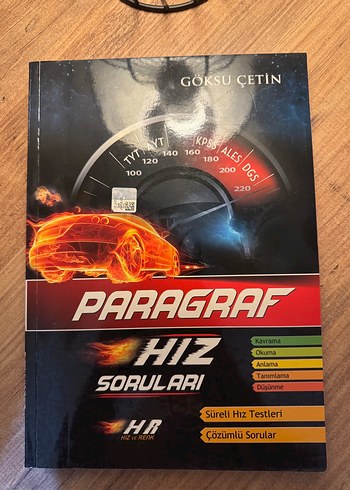 GÖKSU ÇETİN
TYT
AYT
KPSS
ALES
DGS
100
120
140
160
180
200
220
PARAGRAF
HIZ
SORULARI
Kavrama
Okuma
Anlama
Tanımlama
Düşünme
HR
HIZ ve RENK
Süreli Hız Testleri
Çözümlü Sorular